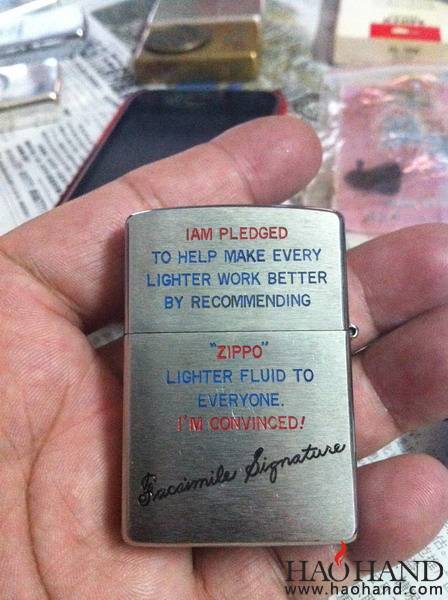 I AM PLEDGED
TO HELP MAKE EVERY
LIGHTER WORK BETTER
BY RECOMMENDING
"ZIPPO"
LIGHTER FLUID TO
EVERYONE.
I'M CONVINCED!
Facsimile Signature
HAOHAND
www.haohand.com